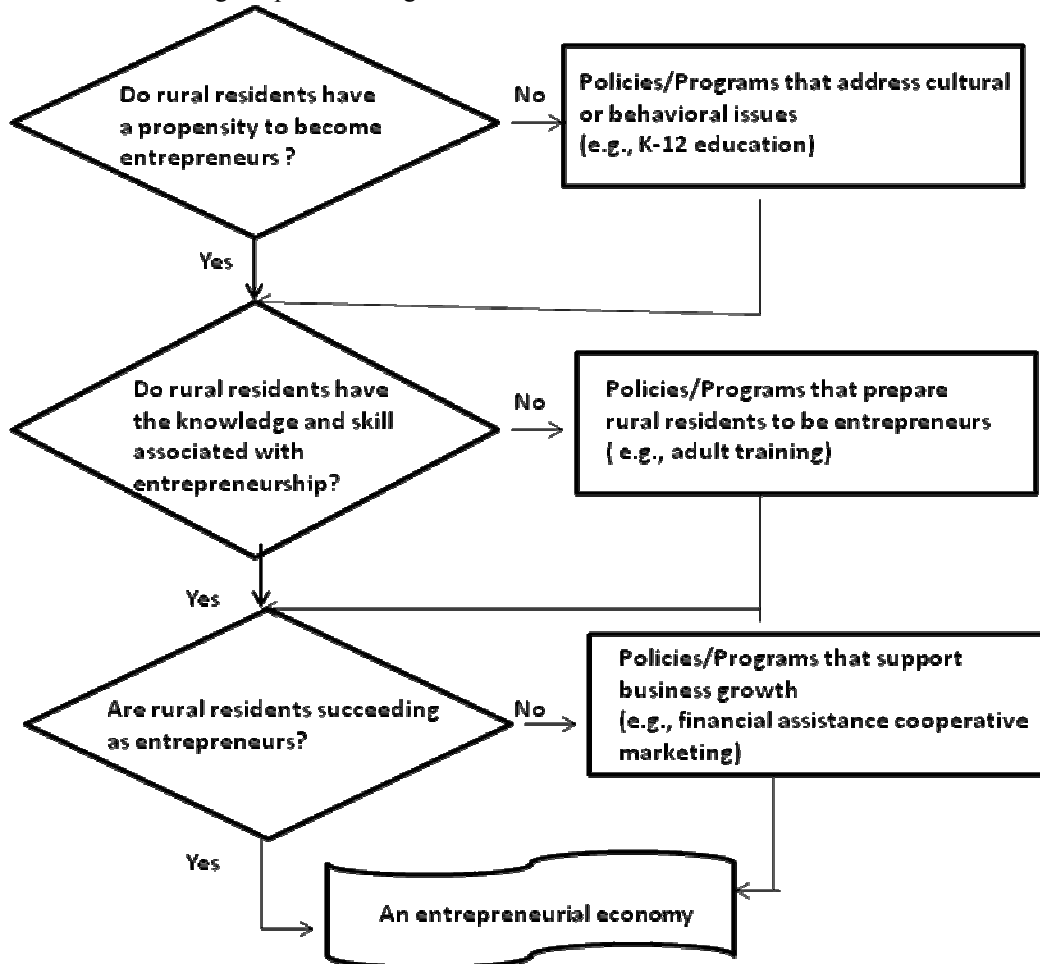 Do rural residents have
a propensity to become
entrepreneurs ?
No
Policies/Programs that address cultural
or behavioral issues
(e.g., K-12 education)
Yes
Do rural residents have
the knowledge and skill
associated with
entrepreneurship?
No
Policies/Programs that prepare
rural residents to be entrepreneurs
( e.g., adult training)
Yes
Are rural residents succeeding
as entrepreneurs?
No
Policies/Programs that support
business growth
(e.g., financial assistance cooperative
marketing)
Yes
An entrepreneurial economy